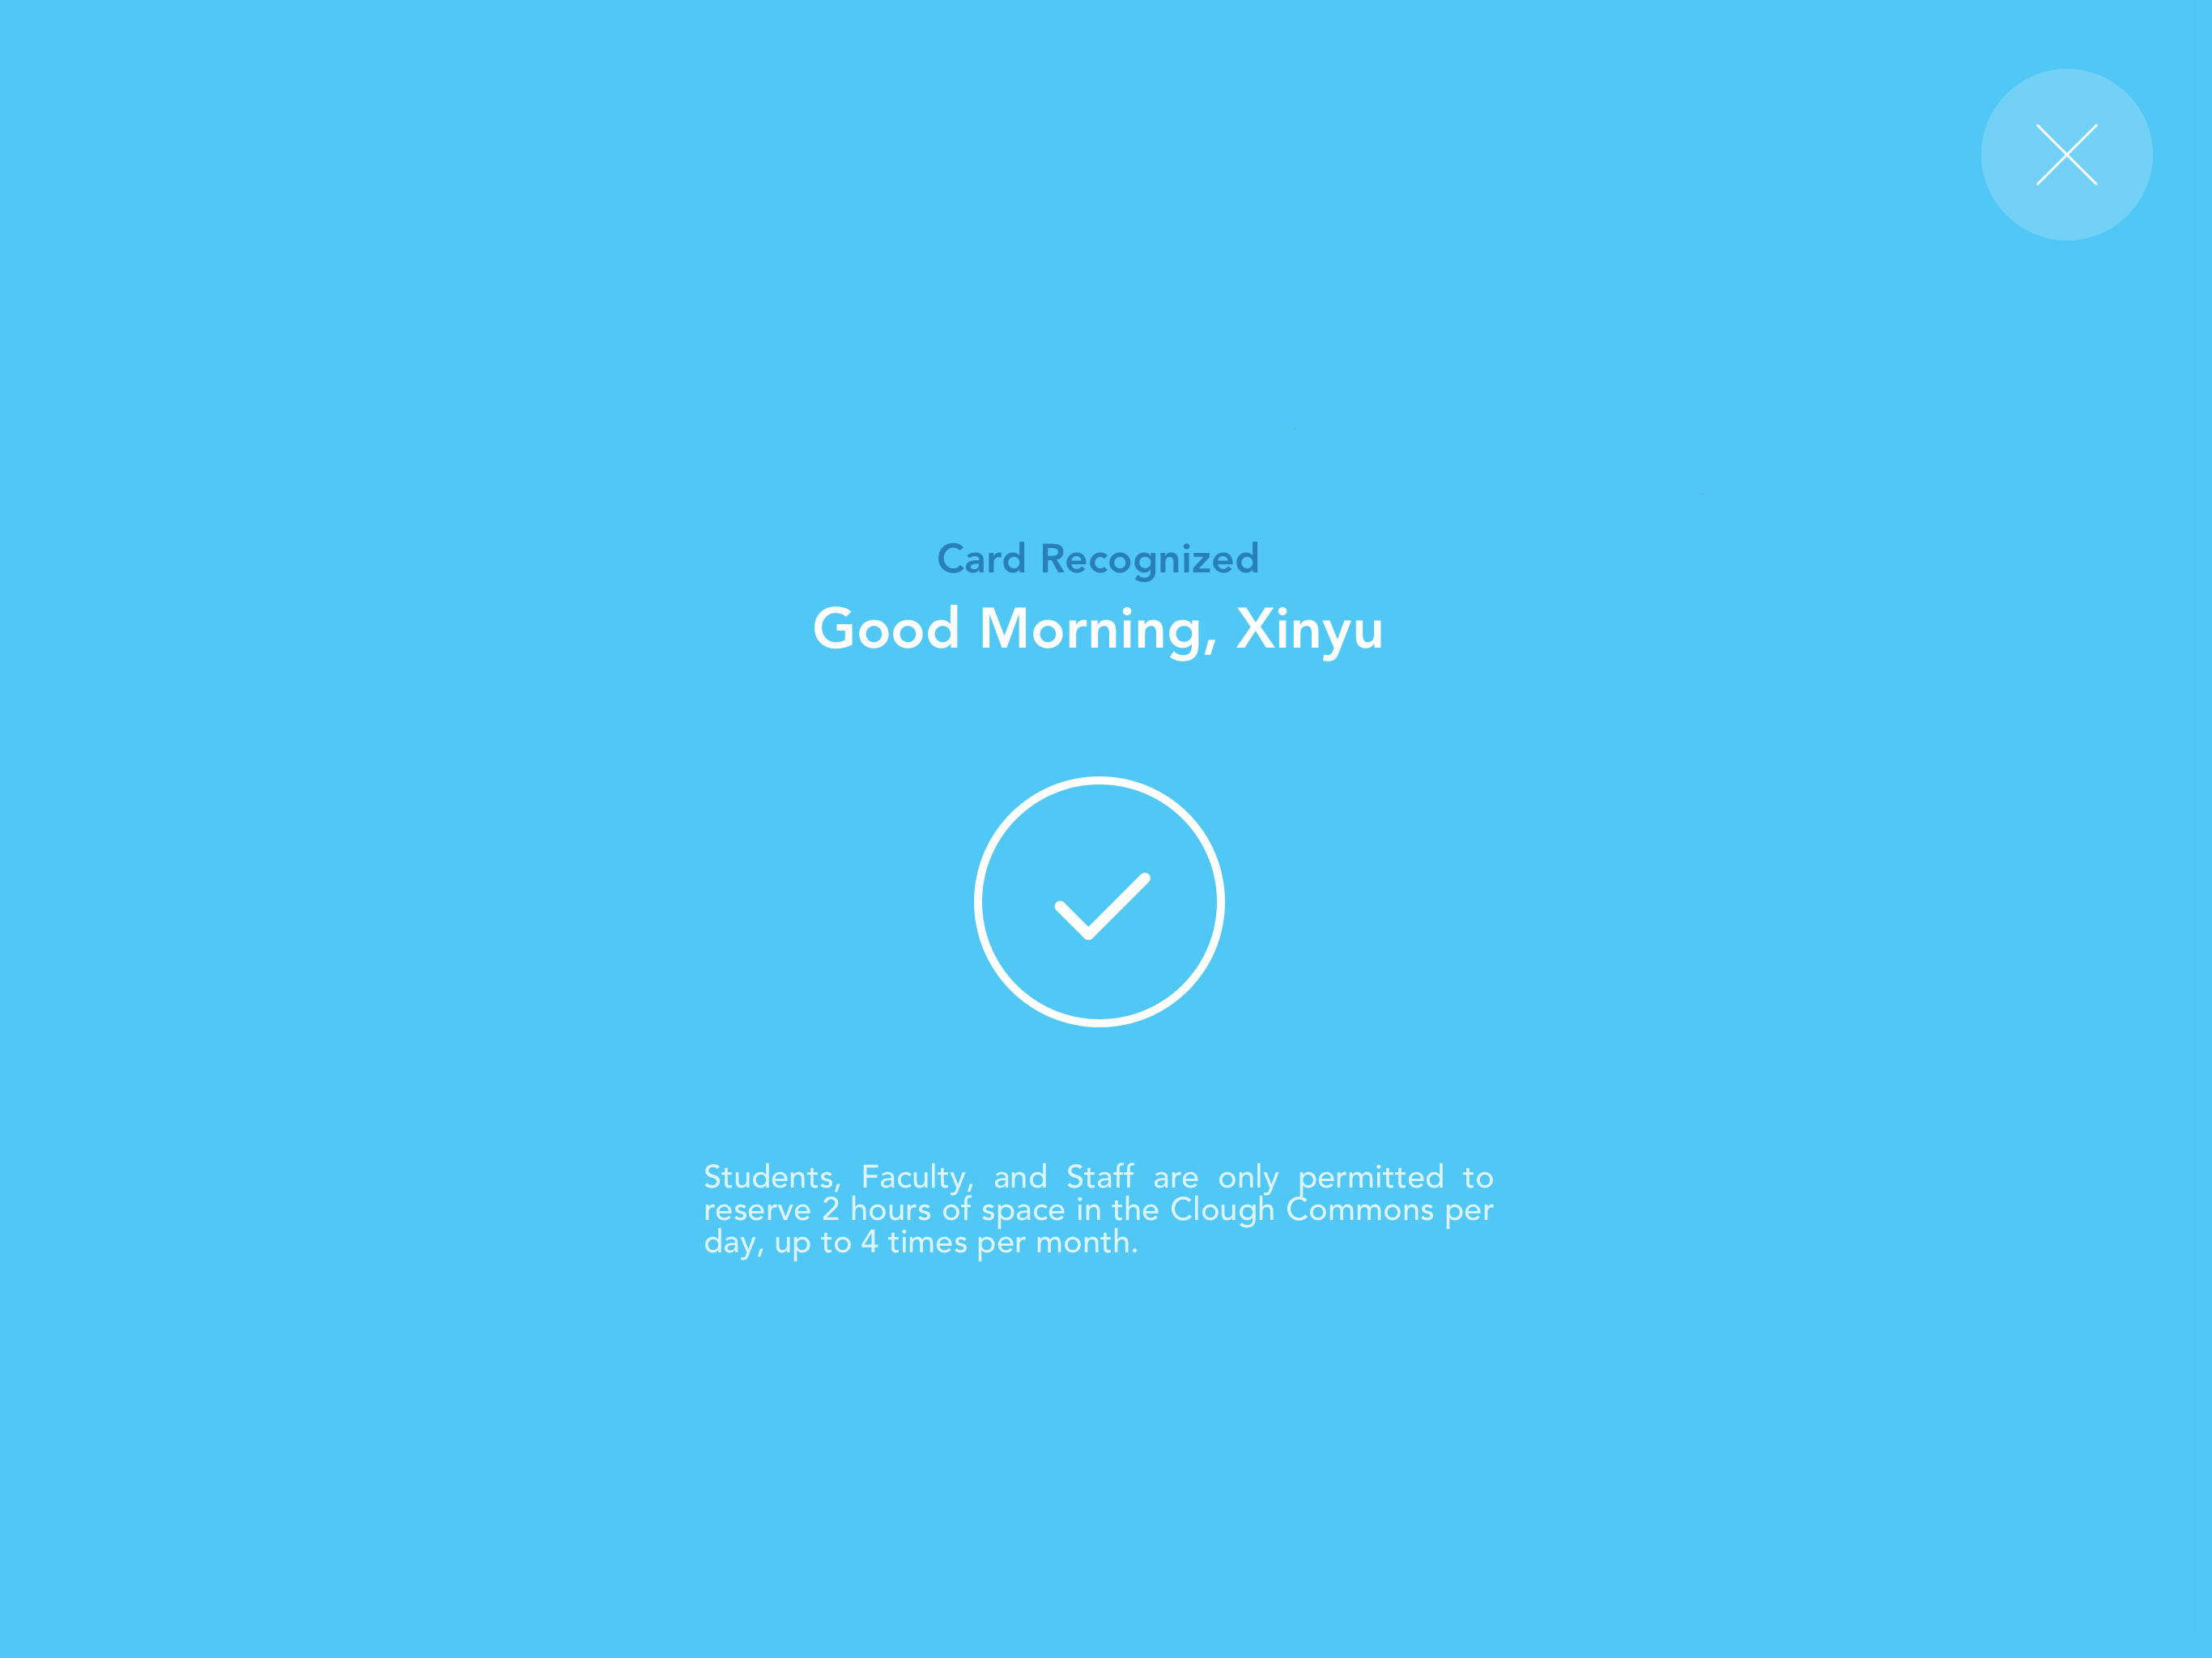 Card Recognized
Good Morning, Xinyu
Students, Faculty, and Staff are only permitted to
reserve 2 hours of space in the Clough Commons per
day, up to 4 times per month.